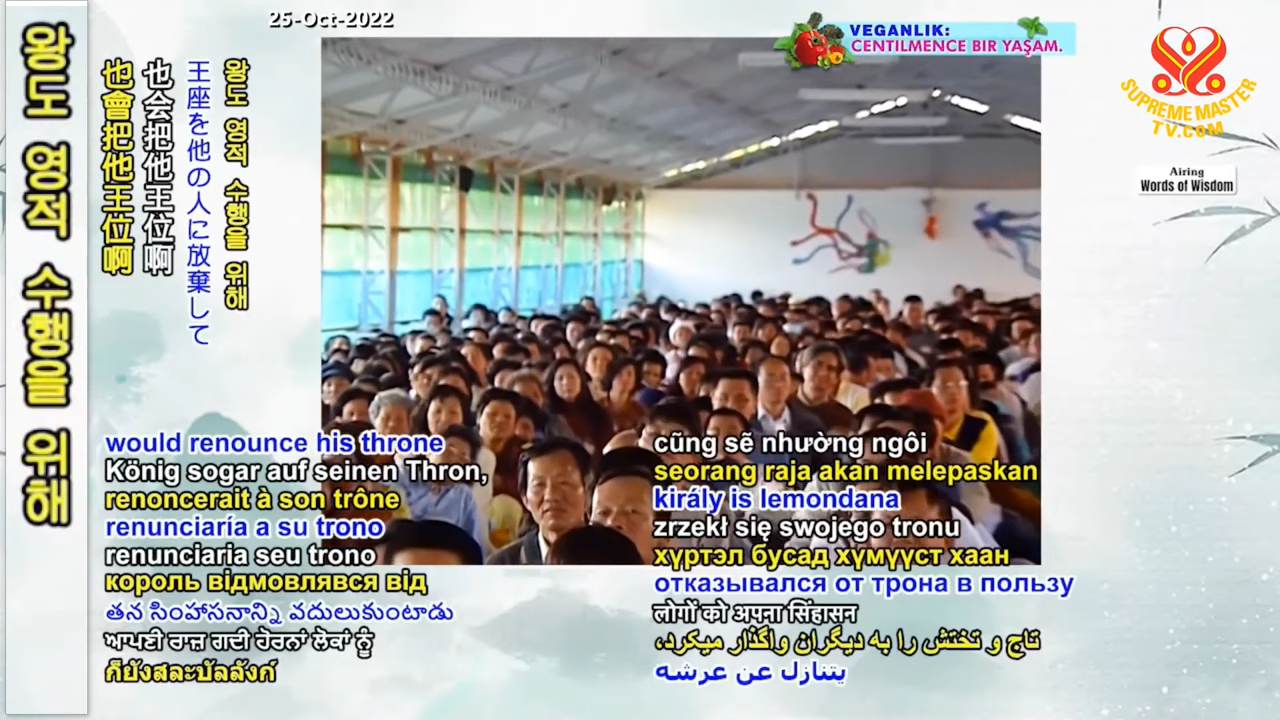 25-Oct-2022
VEGANLIK:
CENTILMENCE BIR YAŞAM.
SUPREME MASTER
TV.COM
Airing
Words of Wisdom
왕도 영적 수행을 위해
也會把他王位啊
也会把他王位啊
王座を他の人に放棄して
왕도 영적 수행을 위해
would renounce his throne
König sogar auf seinen Thron,
renoncerait à son trône
renunciaría a su trono
renunciaria seu trono
король відмовлявся від
తన సింహాసనాన్ని వదులుకుంటాడు
ਆਪਣੀ ਰਾਜ਼ ਗਦੀ ਹੋਰਨਾਂ ਲੋਕਾਂ ਨੂੰ
ก็ยังสละบัลลังก์
cũng sẽ nhường ngôi
seorang raja akan melepaskan
király is lemondana
zrzekł się swojego tronu
хүртэл бусад хүмүүст хаан
отказывался от трона в пользу
लोगों को अपना सिंहासन
تاج و تختش را به دیگران واگذار میکرد،
يتنازل عن عرشه